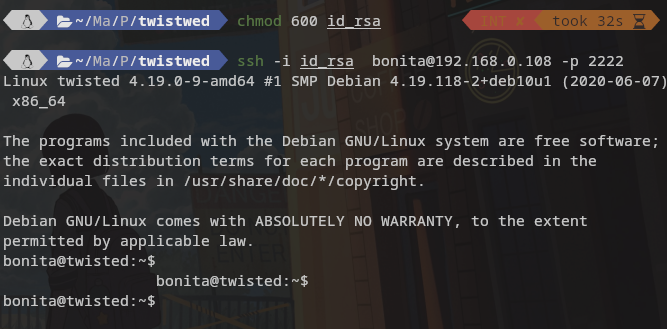 ~/Ma/P/twistwed chmod 600 id_rsa INT × took 32s
~/Ma/P/twistwed ssh -i id_rsa  bonita@192.168.0.108 -p 2222
Linux twisted 4.19.0-9-amd64 #1 SMP Debian 4.19.118-2+deb10u1 (2020-06-07)
 x86_64
The programs included with the Debian GNU/Linux system are free software;
the exact distribution terms for each program are described in the
individual files in /usr/share/doc/*/copyright.
Debian GNU/Linux comes with ABSOLUTELY NO WARRANTY, to the extent
permitted by applicable law.
bonita@twisted:~$
bonita@twisted:~$
bonita@twisted:~$